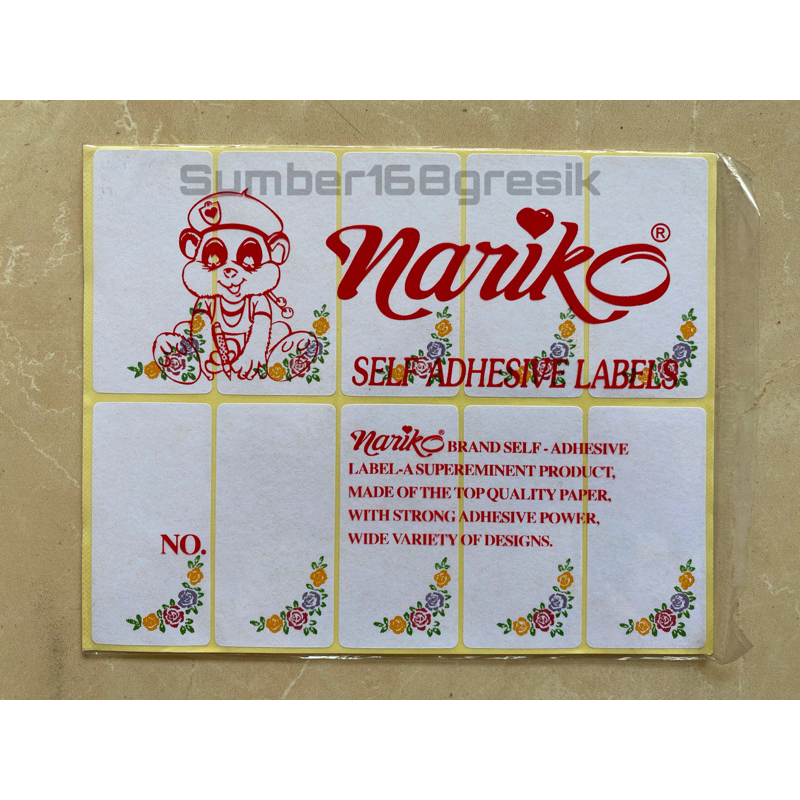 Sumber168gresik
Nariko®
SELF ADHESIVE LABELS
Nariko® BRAND SELF - ADHESIVE
LABEL-A SUPEREMINENT PRODUCT,
MADE OF THE TOP QUALITY PAPER,
WITH STRONG ADHESIVE POWER,
WIDE VARIETY OF DESIGNS.
NO.